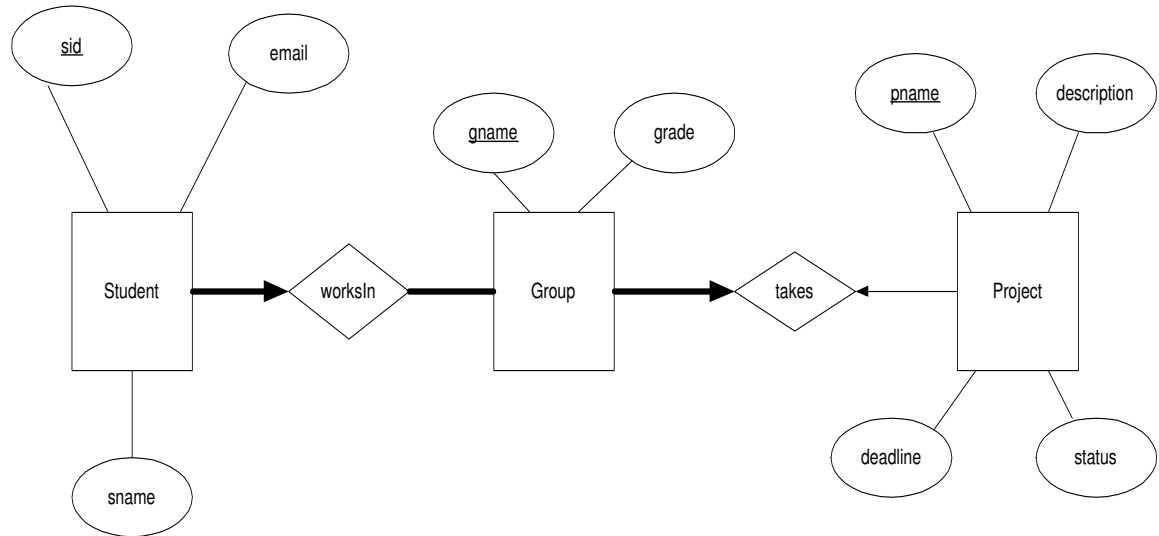 sid
email
pname
description
gname
grade
Student
worksIn
Group
takes
Project
deadline
status
sname